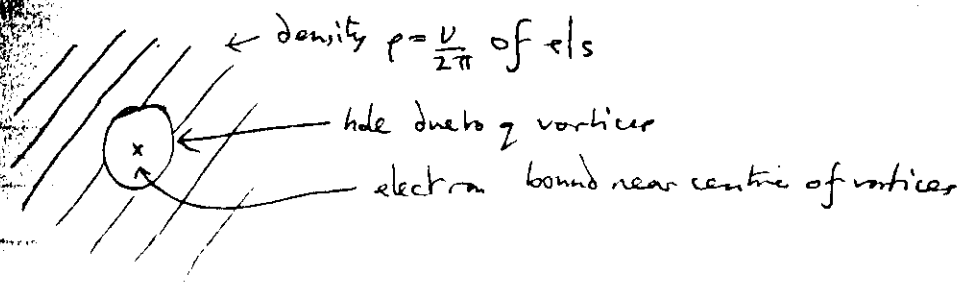 ← density ρ = ν/2π of els
hole due to q vortices
electron bound near centre of vortices